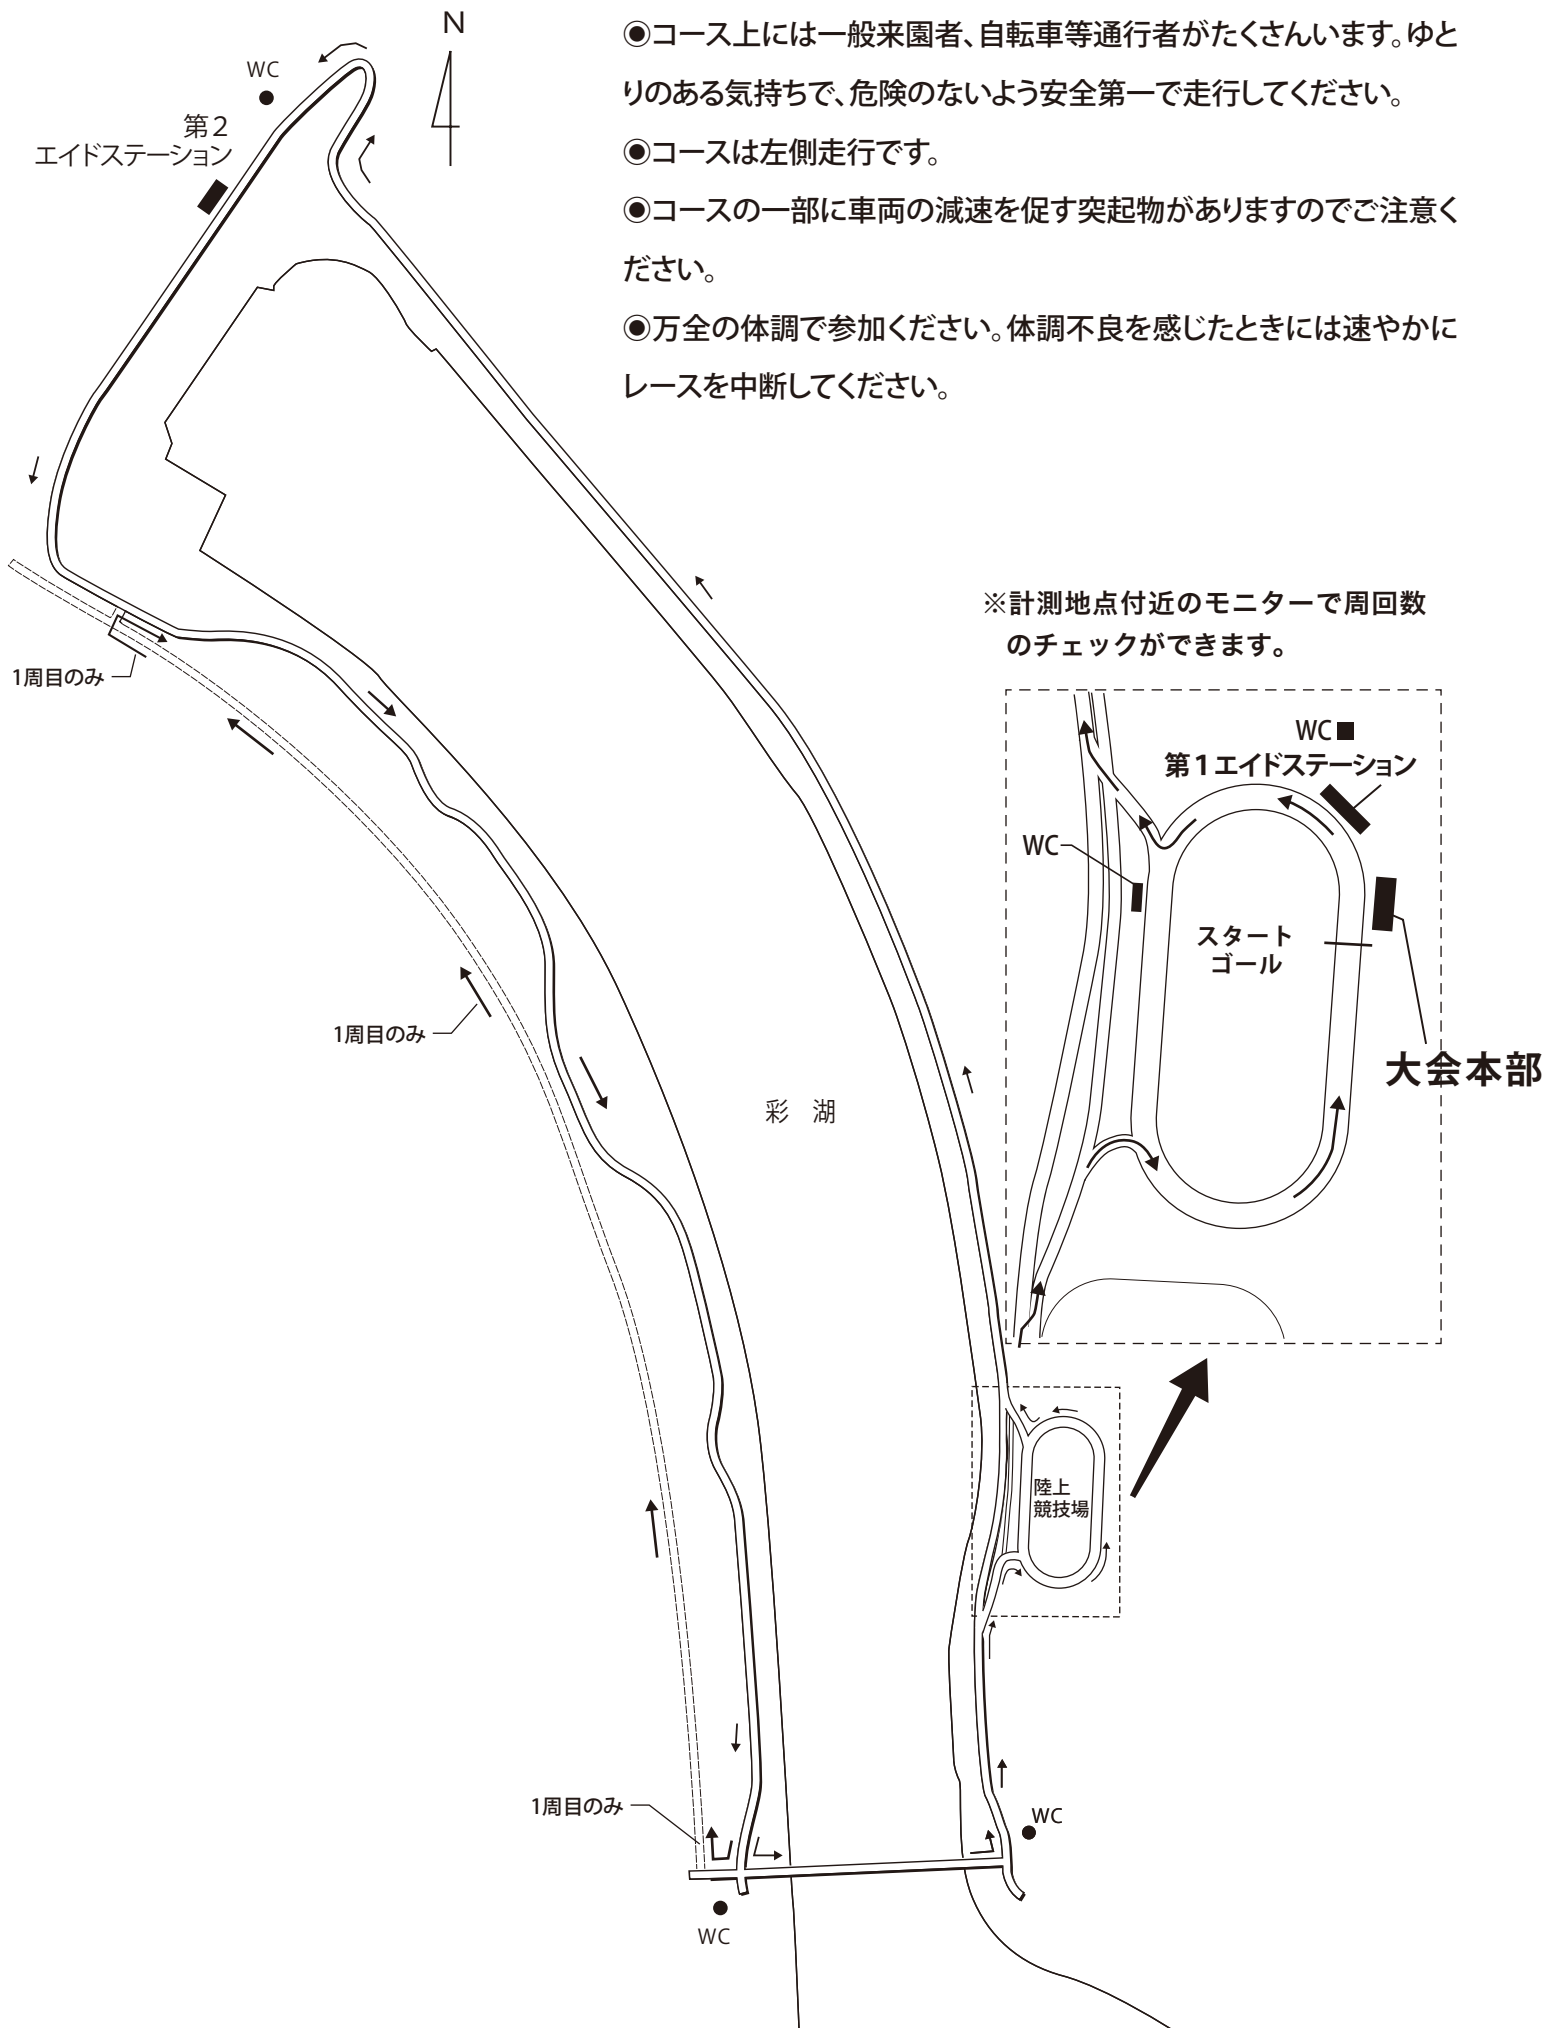 N
◉コース上には一般来園者、自転車等通行者がたくさんいます。ゆと
りのある気持ちで、危険のないよう安全第一で走行してください。
◉コースは左側走行です。
◉コースの一部に車両の減速を促す突起物がありますのでご注意く
ださい。
◉万全の体調で参加ください。体調不良を感じたときには速やかに
レースを中断してください。
WC
第2
エイドステーション
※計測地点付近のモニターで周回数
のチェックができます。
1周目のみ
WC
第1エイドステーション
WC
スタート
ゴール
大会本部
1周目のみ
彩 湖
陸上
競技場
1周目のみ
WC
WC